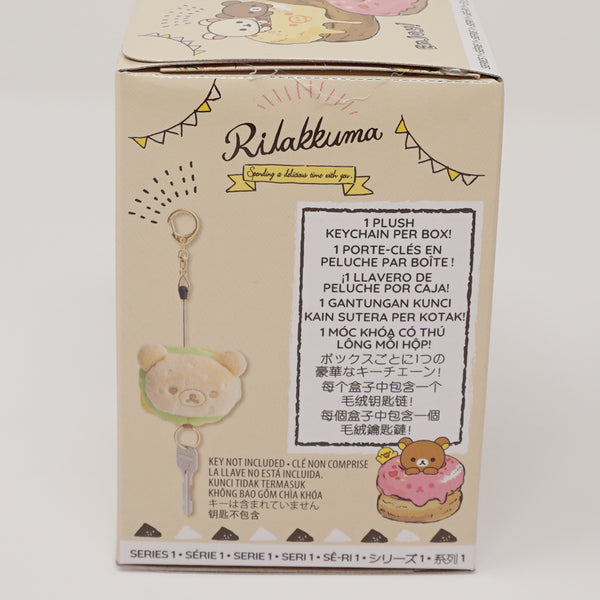 Rilakkuma
Spending a delicious time with you.
1 PLUSH
KEYCHAIN PER BOX!
1 PORTE-CLÉS EN
PELUCHE PAR BOÎTE !
¡1 LLAVERO DE
PELUCHE POR CAJA!
1 GANTUNGAN KUNCI
KAIN SUTERA PER KOTAK!
1 MÓC KHÓA CÓ THÚ
LÔNG MỖI HỘP!
ボックスごとに1つの
豪華なキーチェーン!
每个盒子中包含一个
毛绒钥匙链!
每個盒子中包含一個
毛絨鑰匙鏈!
KEY NOT INCLUDED • CLÉ NON COMPRISE
LA LLAVE NO ESTÁ INCLUIDA.
KUNCI TIDAK TERMASUK
KHÔNG BAO GỒM CHÌA KHÓA
キーは含まれていません
钥匙不包含
SERIES 1 • SÉRIE 1 • SERIE 1 • SERI 1 • SÊ-RI 1 • シリーズ 1 • 系列 1